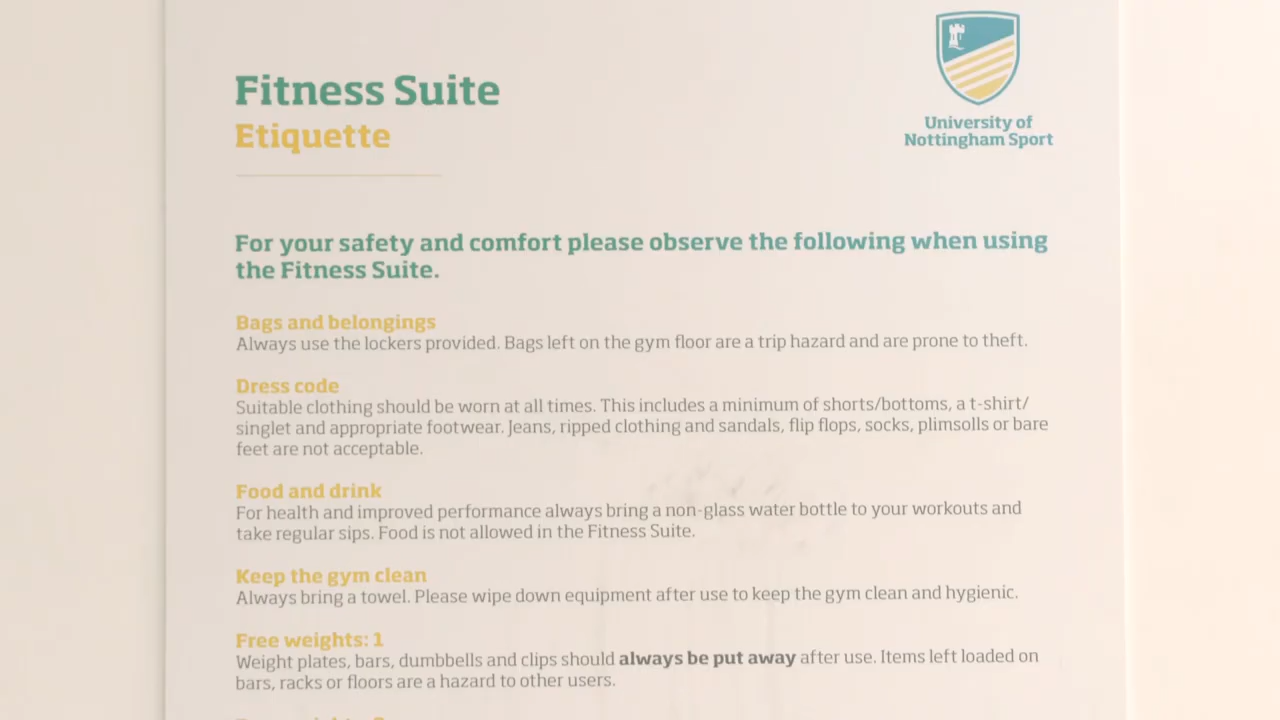 Fitness Suite
Etiquette
University of
Nottingham Sport
For your safety and comfort please observe the following when using
the Fitness Suite.
Bags and belongings
Always use the lockers provided. Bags left on the gym floor are a trip hazard and are prone to theft.
Dress code
Suitable clothing should be worn at all times. This includes a minimum of shorts/bottoms, a t-shirt/
singlet and appropriate footwear. Jeans, ripped clothing and sandals, flip flops, socks, plimsolls or bare
feet are not acceptable.
Food and drink
For health and improved performance always bring a non-glass water bottle to your workouts and
take regular sips. Food is not allowed in the Fitness Suite.
Keep the gym clean
Always bring a towel. Please wipe down equipment after use to keep the gym clean and hygienic.
Free weights: 1
Weight plates, bars, dumbbells and clips should always be put away after use. Items left loaded on
bars, racks or floors are a hazard to other users.